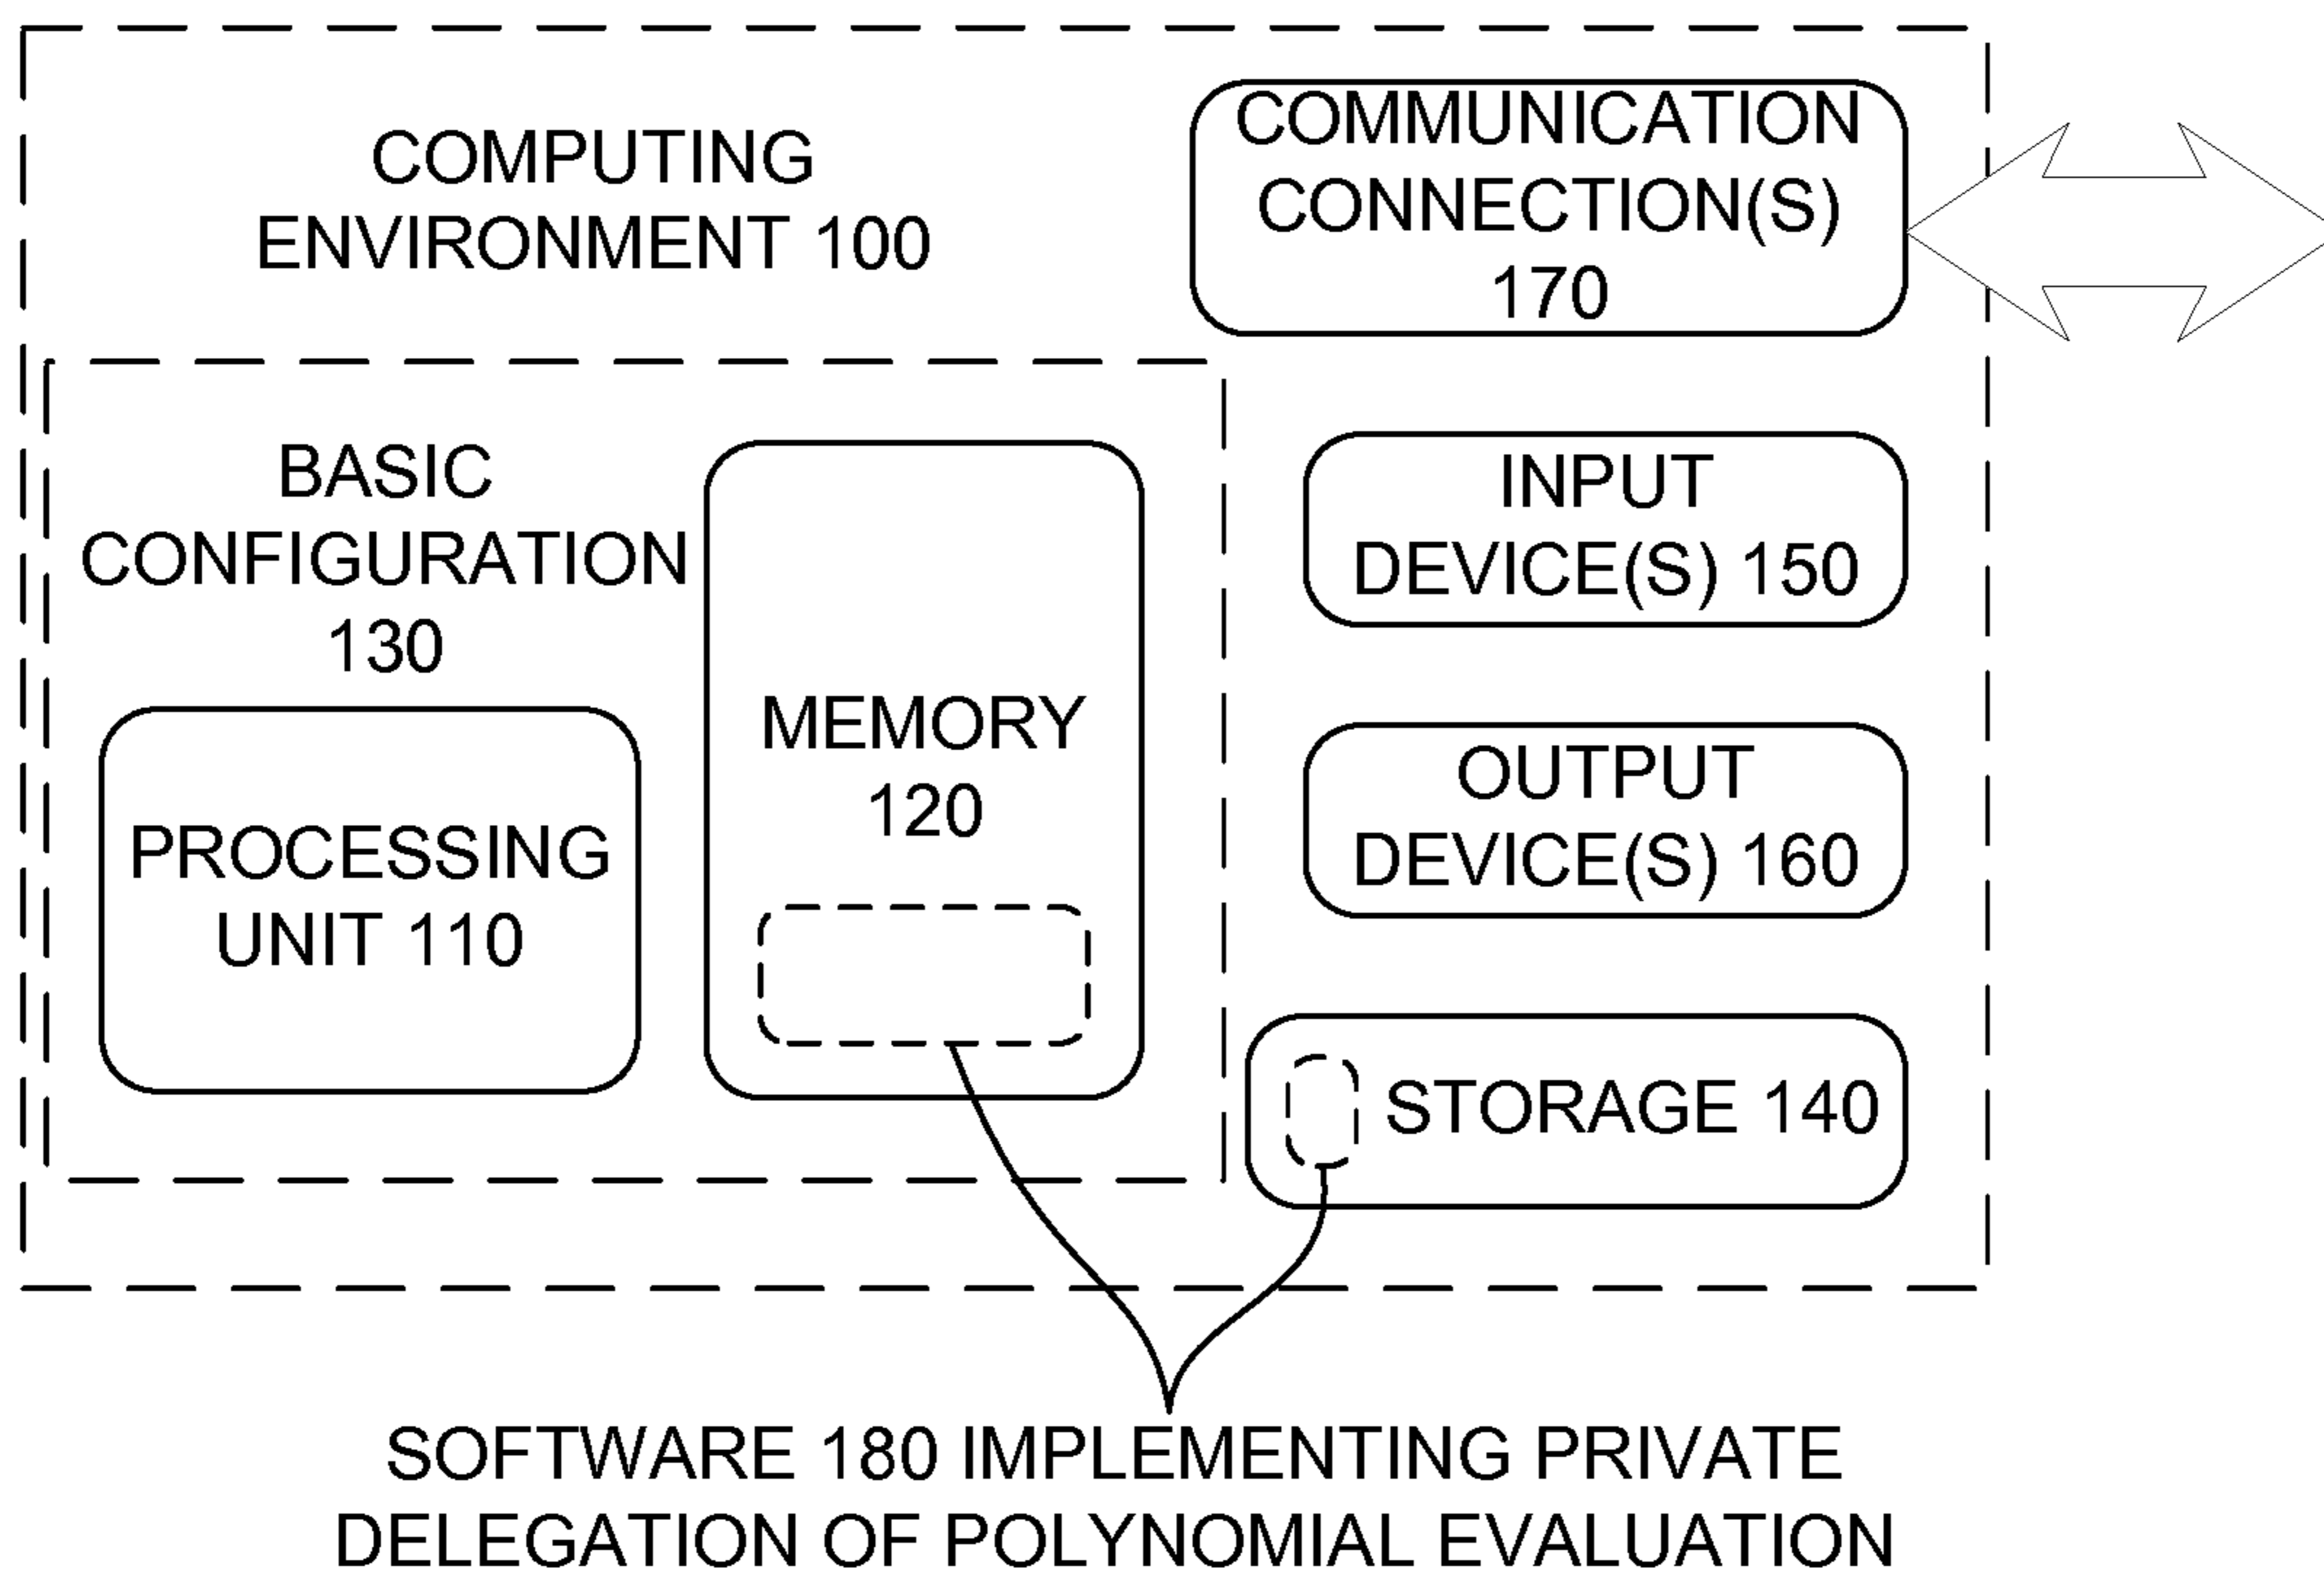 COMPUTING
ENVIRONMENT 100
COMMUNICATION
CONNECTION(S)
170
BASIC
CONFIGURATION
130
MEMORY
120
PROCESSING
UNIT 110
INPUT
DEVICE(S) 150
OUTPUT
DEVICE(S) 160
STORAGE 140
SOFTWARE 180 IMPLEMENTING PRIVATE
DELEGATION OF POLYNOMIAL EVALUATION